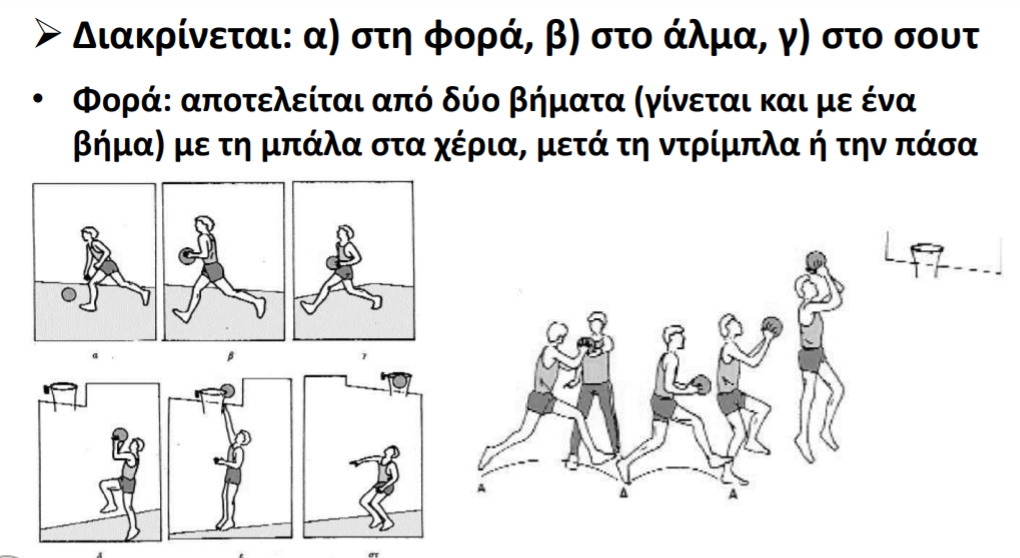 ➢ Διακρίνεται: α) στη φορά, β) στο άλμα, γ) στο σουτ
• Φορά: αποτελείται από δύο βήματα (γίνεται και με ένα
βήμα) με τη μπάλα στα χέρια, μετά τη ντρίμπλα ή την πάσα
α β γ
Α Δ Α
στ